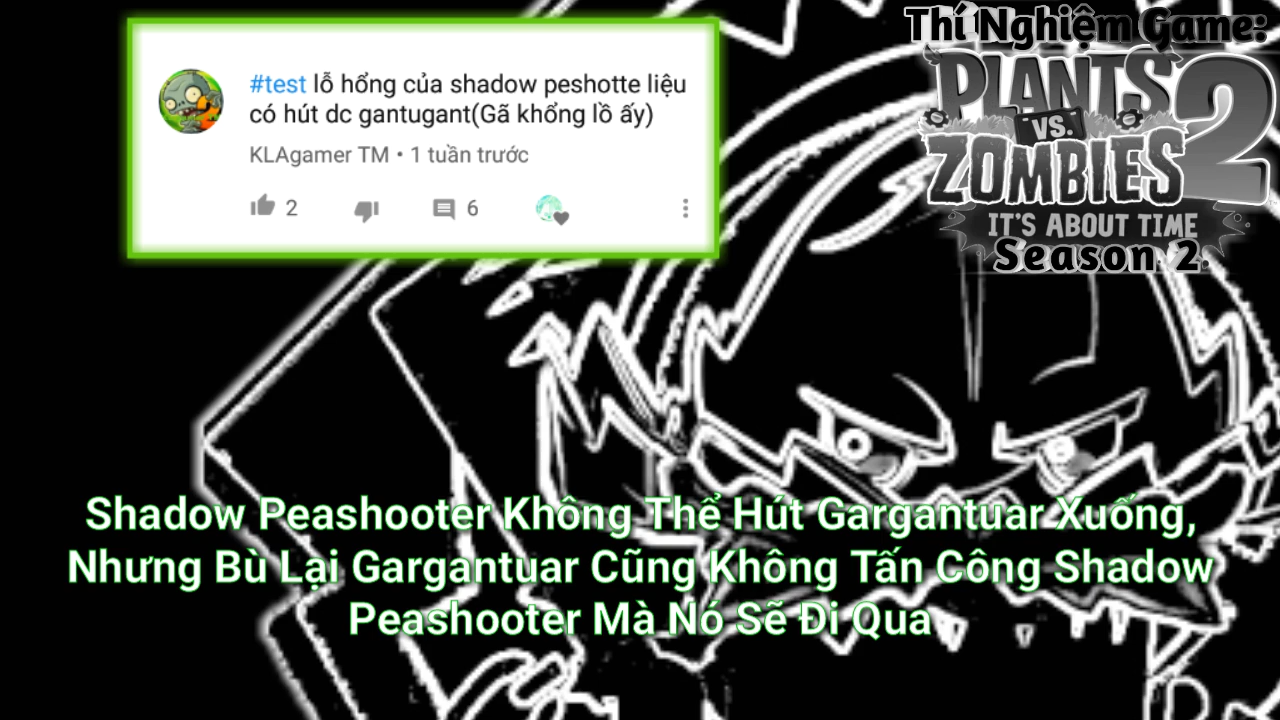 Thí Nghiệm Game:
PLANTS
VS.
ZOMBIES
2
IT'S ABOUT TIME
Season 2
#test lỗ hổng của shadow peshotte liệu
có hút dc gantugant(Gã khổng lồ ấy)
KLAgamer TM • 1 tuần trước
2
6
Shadow Peashooter Không Thể Hút Gargantuar Xuống,
Nhưng Bù Lại Gargantuar Cũng Không Tấn Công Shadow
Peashooter Mà Nó Sẽ Đi Qua